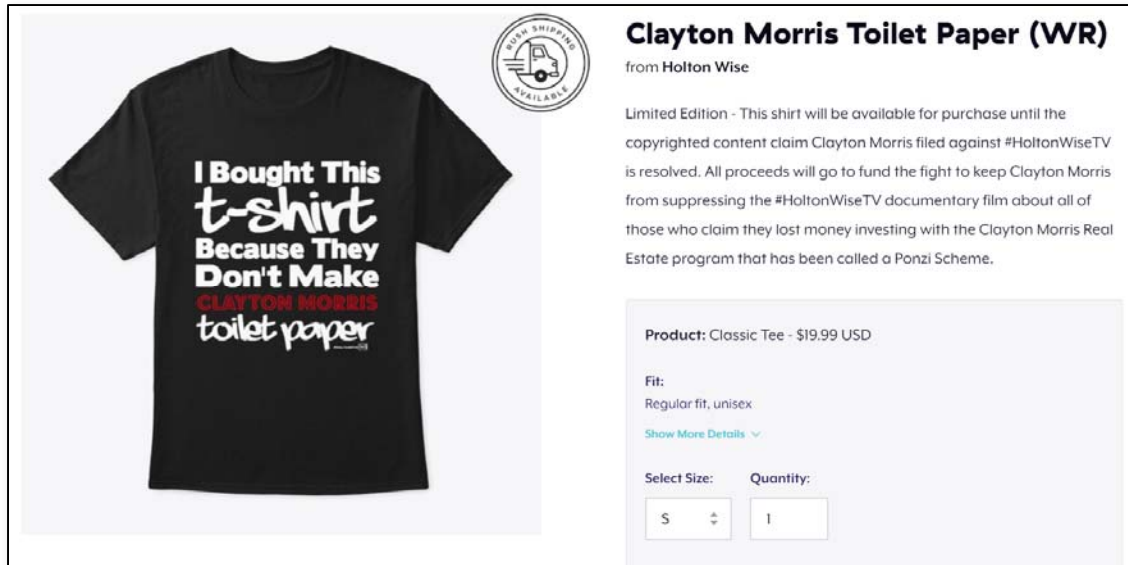 I Bought This
t-shirt
Because They
Don't Make
CLAYTON MORRIS
toilet paper
RUSH SHIPPING
AVAILABLE
Clayton Morris Toilet Paper (WR)
from Holton Wise
Limited Edition - This shirt will be available for purchase until the
copyrighted content claim Clayton Morris filed against #HoltonWiseTV
is resolved. All proceeds will go to fund the fight to keep Clayton Morris
from suppressing the #HoltonWiseTV documentary film about all of
those who claim they lost money investing with the Clayton Morris Real
Estate program that has been called a Ponzi Scheme.
Product: Classic Tee - $19.99 USD
Fit:
Regular fit, unisex
Show More Details
Select Size: Quantity:
S 1